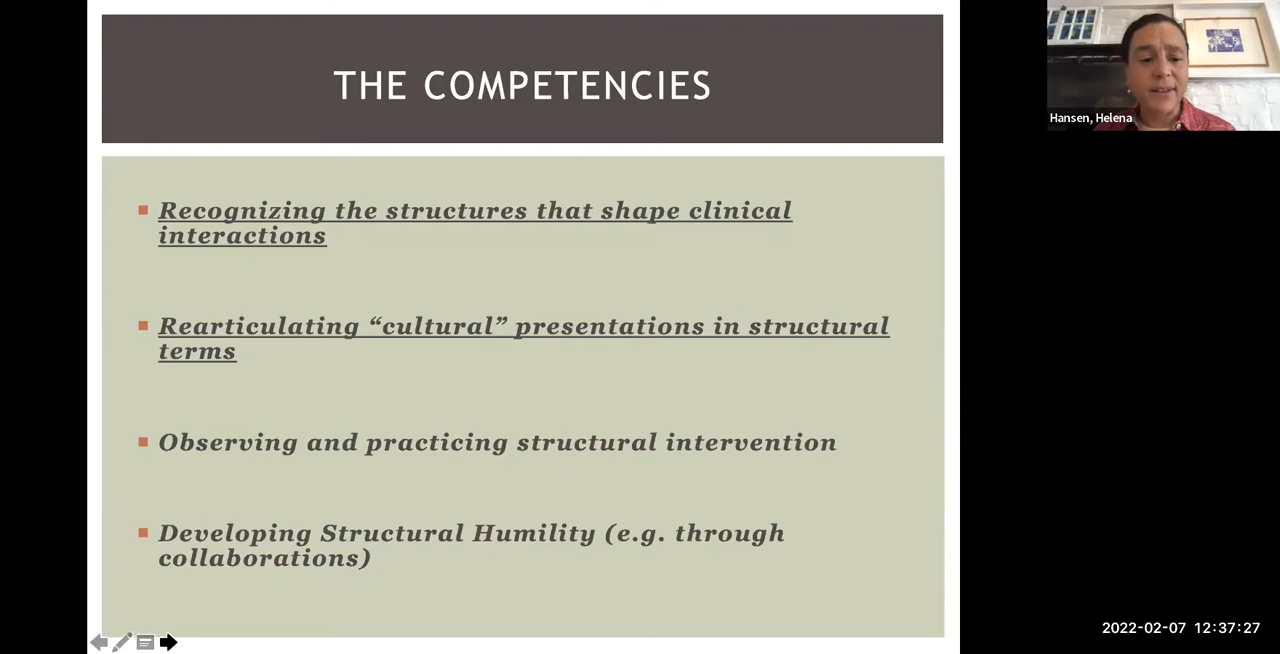 THE COMPETENCIES
Recognizing the structures that shape clinical
interactions
Rearticulating “cultural” presentations in structural
terms
Observing and practicing structural intervention
Developing Structural Humility (e.g. through
collaborations)
Hansen, Helena
2022-02-07 12:37:27